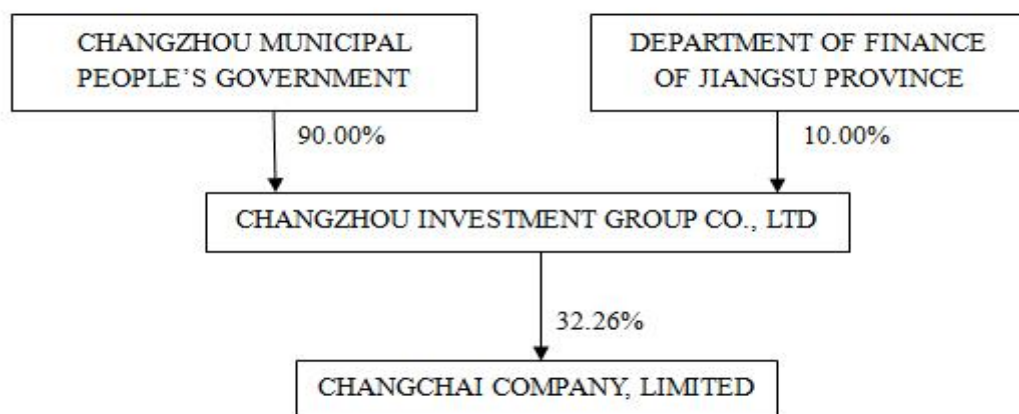 CHANGZHOU MUNICIPAL
PEOPLE’S GOVERNMENT
DEPARTMENT OF FINANCE
OF JIANGSU PROVINCE
90.00%
10.00%
CHANGZHOU INVESTMENT GROUP CO., LTD
32.26%
CHANGCHAI COMPANY, LIMITED